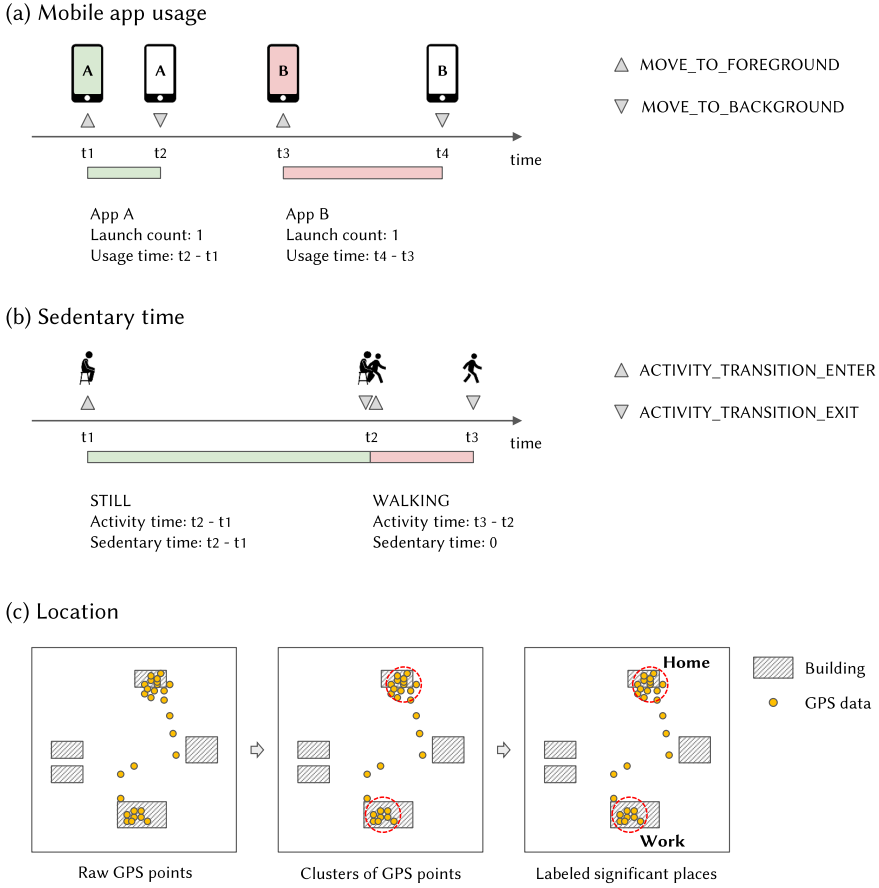 (a) Mobile app usage
A A B B
MOVE_TO_FOREGROUND
MOVE_TO_BACKGROUND
t1 t2 t3 t4
time
App A
Launch count: 1
Usage time: t2 - t1
App B
Launch count: 1
Usage time: t4 - t3
(b) Sedentary time
ACTIVITY_TRANSITION_ENTER
ACTIVITY_TRANSITION_EXIT
t1 t2 t3
time
STILL
Activity time: t2 - t1
Sedentary time: t2 - t1
WALKING
Activity time: t3 - t2
Sedentary time: 0
(c) Location
Home
Work
Building
GPS data
Raw GPS points
Clusters of GPS points
Labeled significant places